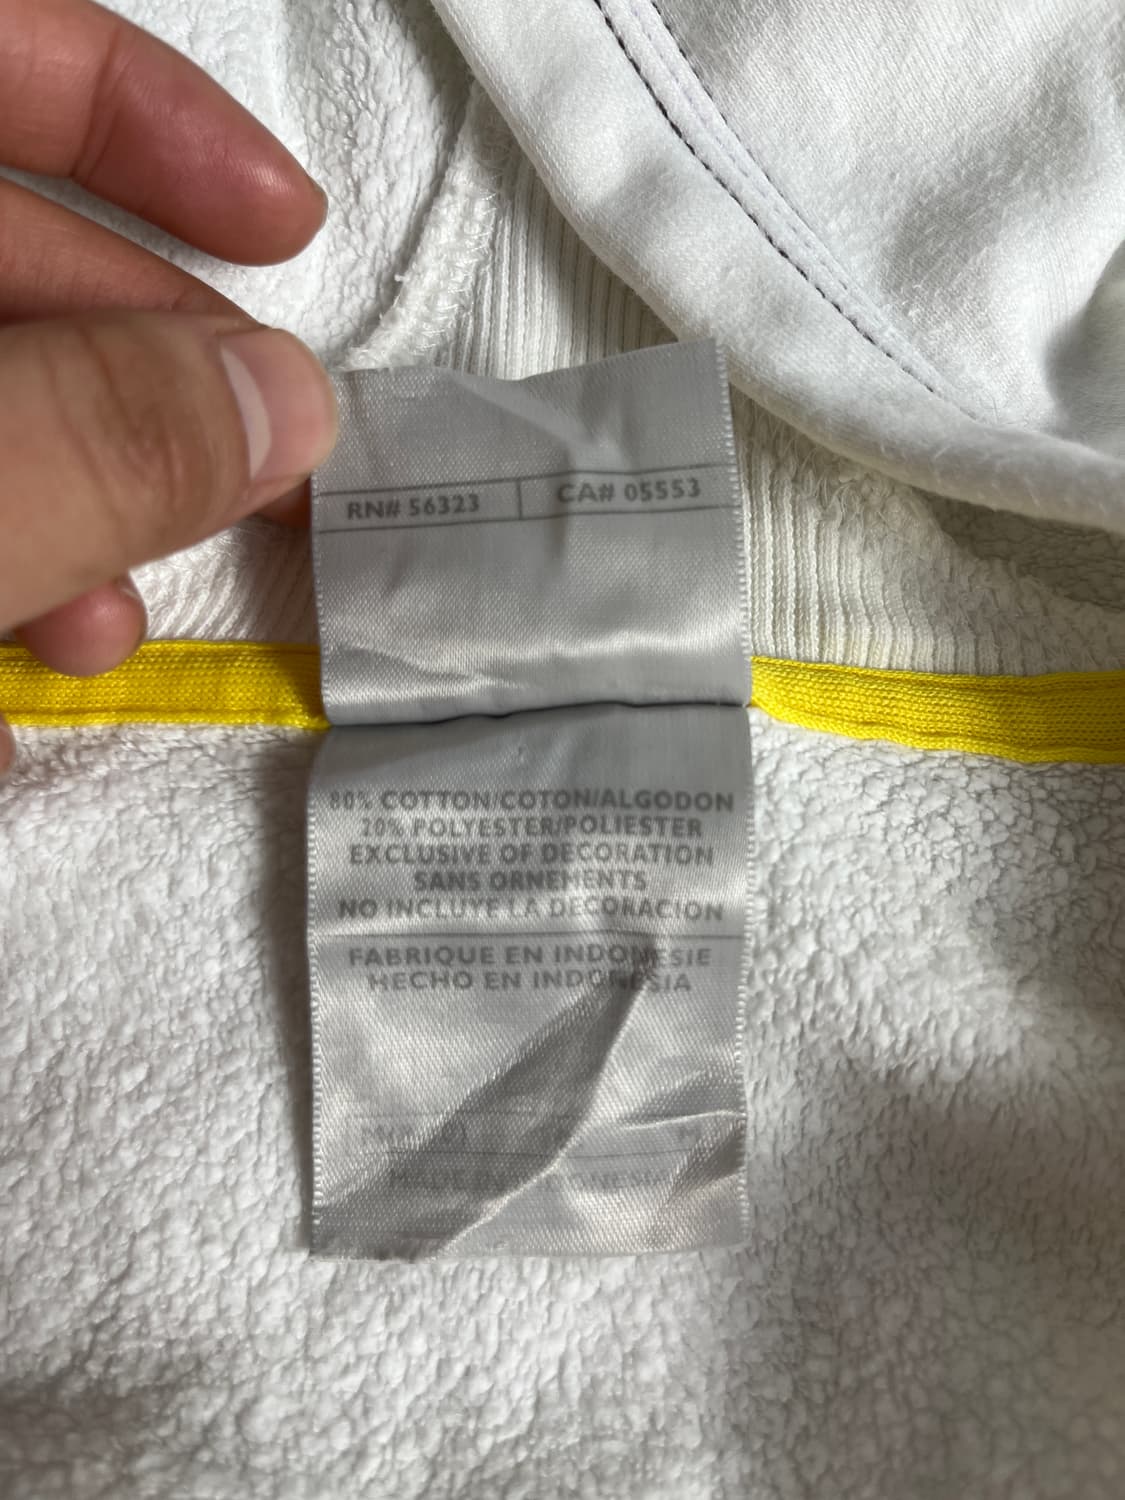 RN# 56323 | CA# 05553
80% COTTON/COTON/ALGODON
20% POLYESTER/POLIESTER
EXCLUSIVE OF DECORATION
SANS ORNEMENTS
NO INCLUYE LA DECORACION
FABRIQUE EN INDONESIE
HECHO EN INDONESIA